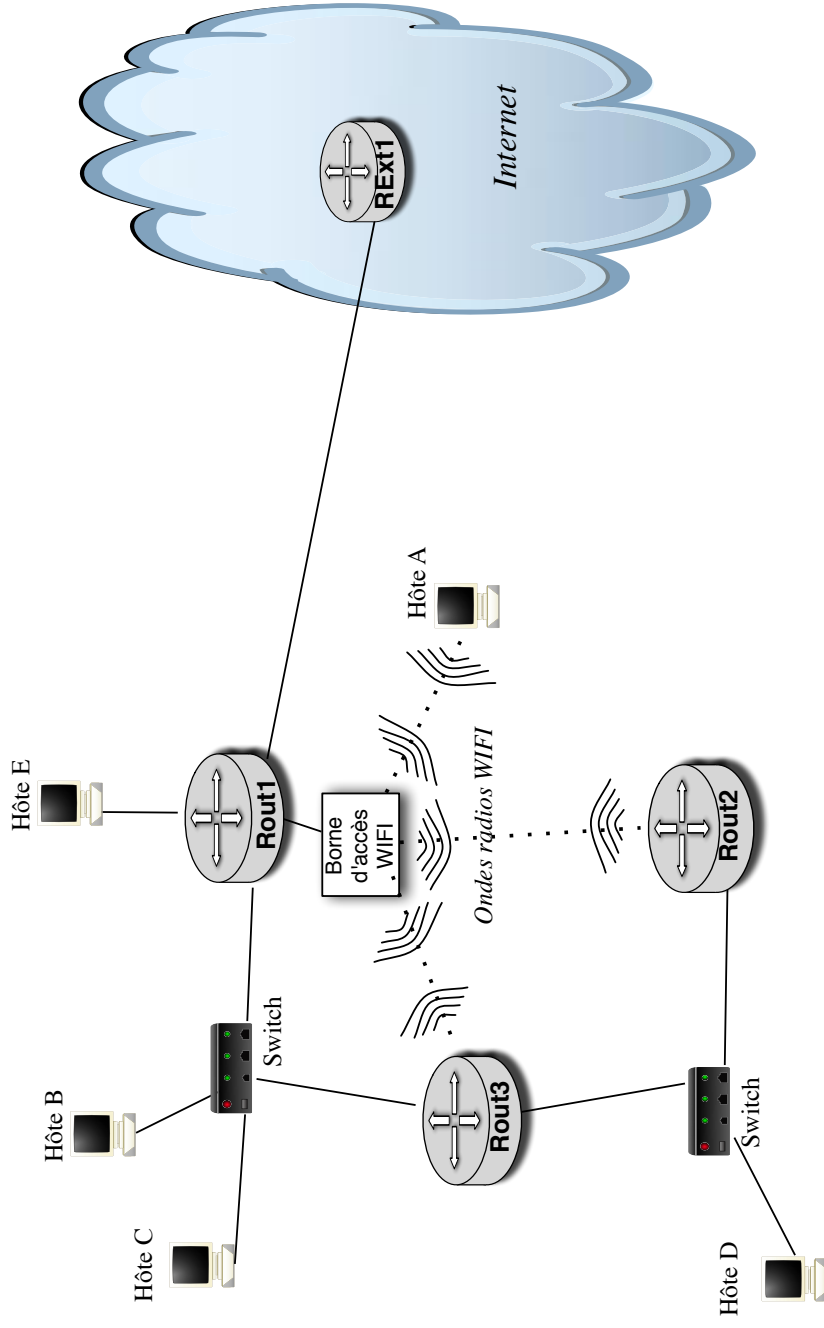 Hôte E
Hôte B
Hôte C
Rout1
Switch
Borne
d'accès
WIFI
Ondes radios WIFI
Hôte A
Rout3
Rout2
Switch
Hôte D
RExt1
Internet